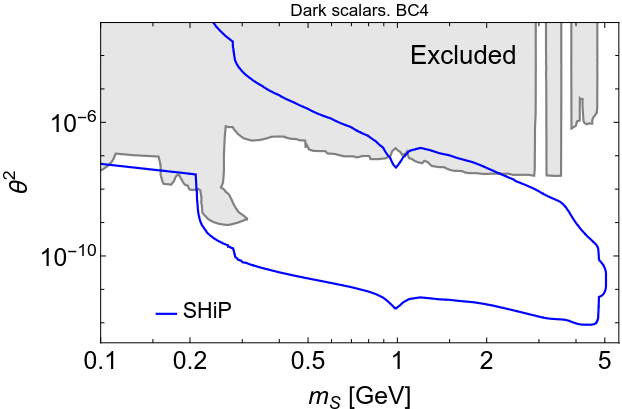 Dark scalars. BC4
Excluded
10⁻⁶
θ²
10⁻¹⁰
SHiP
0.1 0.2 0.5 1 2 5
m_S [GeV]